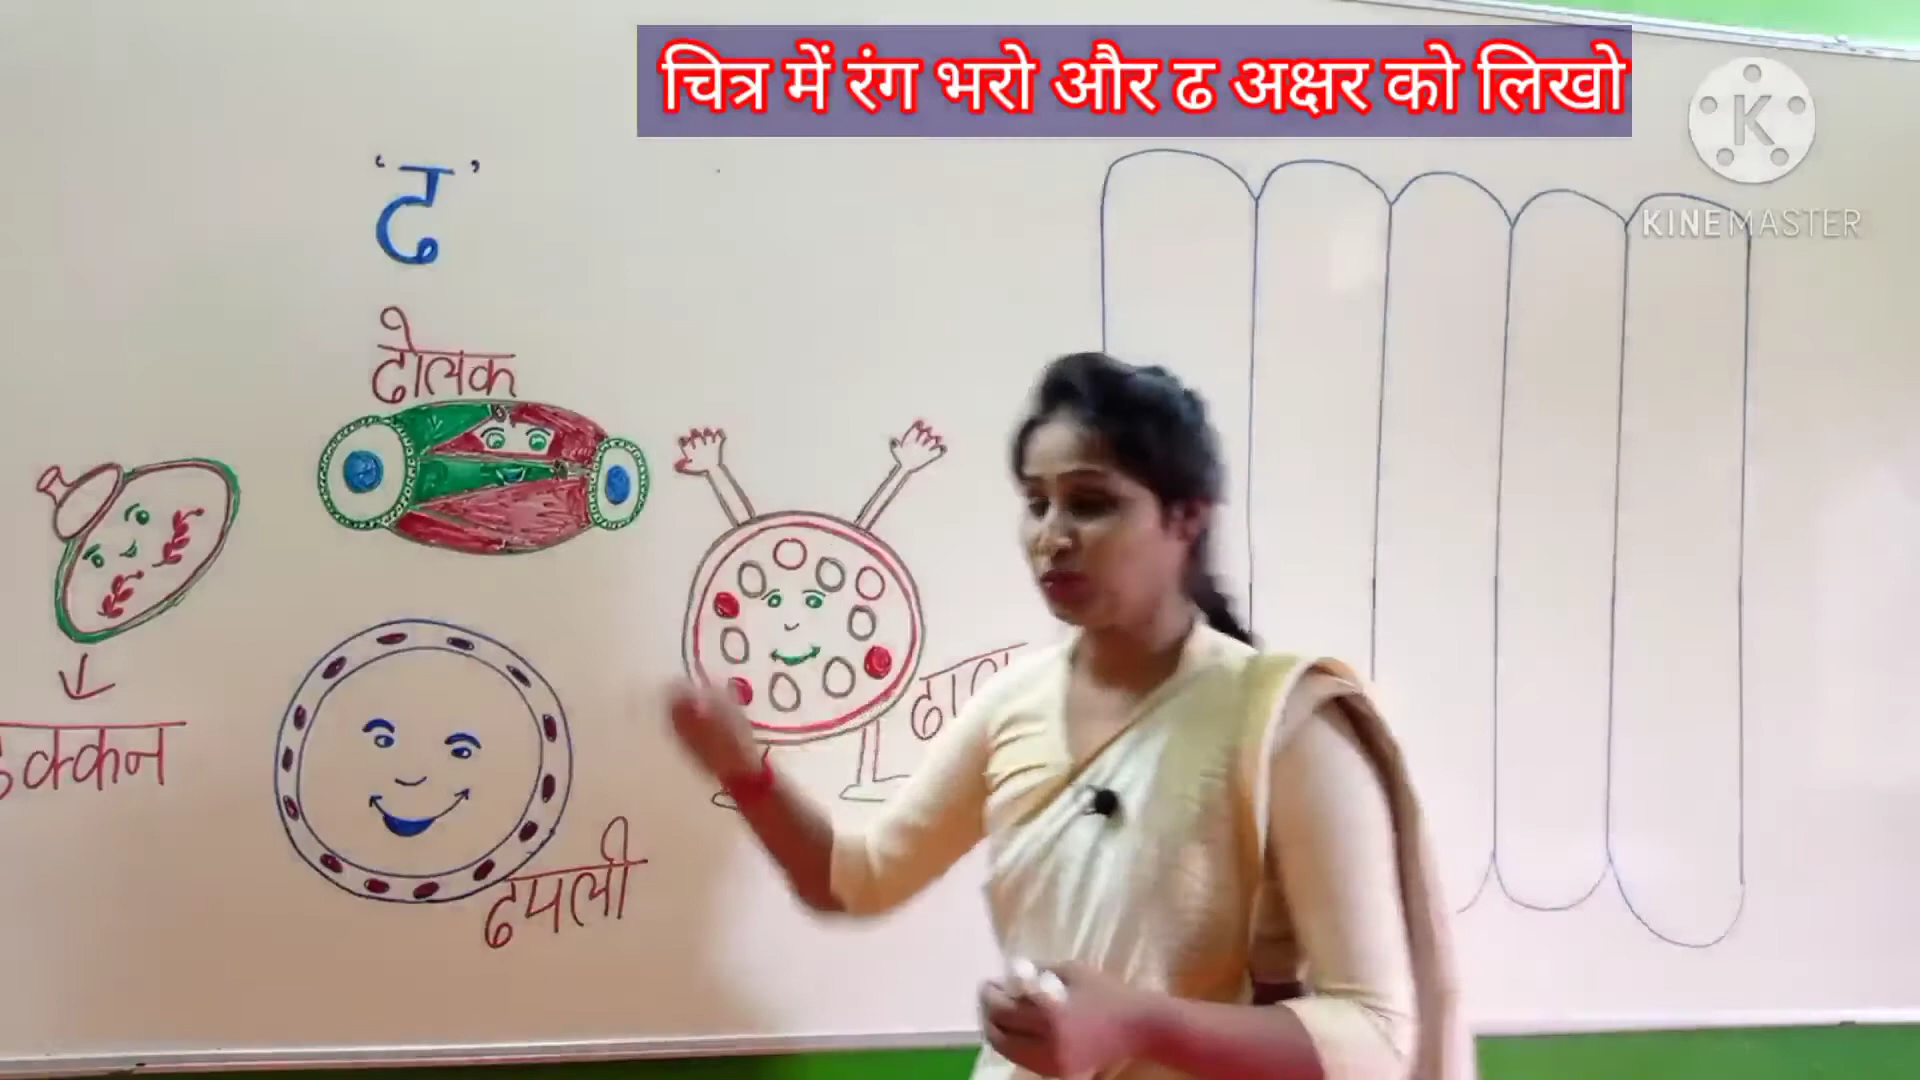 चित्र में रंग भरो और ढ अक्षर को लिखो
K
KINEMASTER
'ढ'
ढोलक
ढक्कन
ढपली